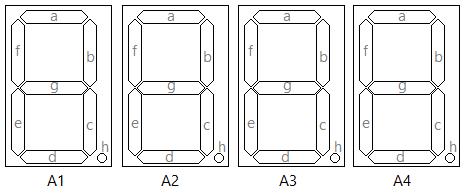 a a a a
f b f b f b f b
g g g g
e c e c e c e c
d h d h d h d h
A1 A2 A3 A4